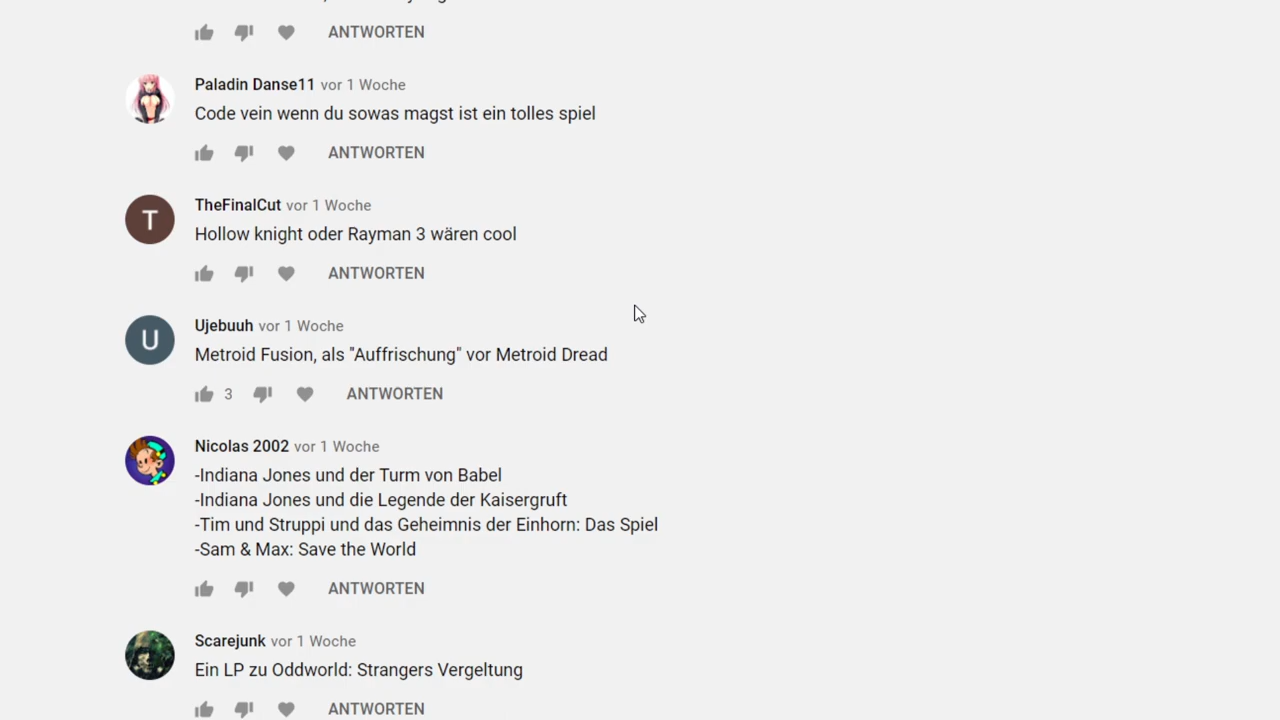 ANTWORTEN
Paladin Danse11 vor 1 Woche
Code vein wenn du sowas magst ist ein tolles spiel
ANTWORTEN
T
TheFinalCut vor 1 Woche
Hollow knight oder Rayman 3 wären cool
ANTWORTEN
U
Ujebuuh vor 1 Woche
Metroid Fusion, als "Auffrischung" vor Metroid Dread
3 ANTWORTEN
Nicolas 2002 vor 1 Woche
-Indiana Jones und der Turm von Babel
-Indiana Jones und die Legende der Kaisergruft
-Tim und Struppi und das Geheimnis der Einhorn: Das Spiel
-Sam & Max: Save the World
ANTWORTEN
Scarejunk vor 1 Woche
Ein LP zu Oddworld: Strangers Vergeltung
ANTWORTEN